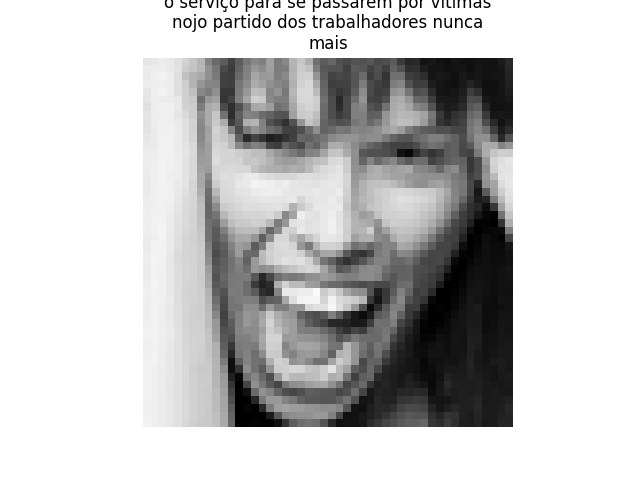 o serviço para se passarem por vitimas
nojo partido dos trabalhadores nunca
mais